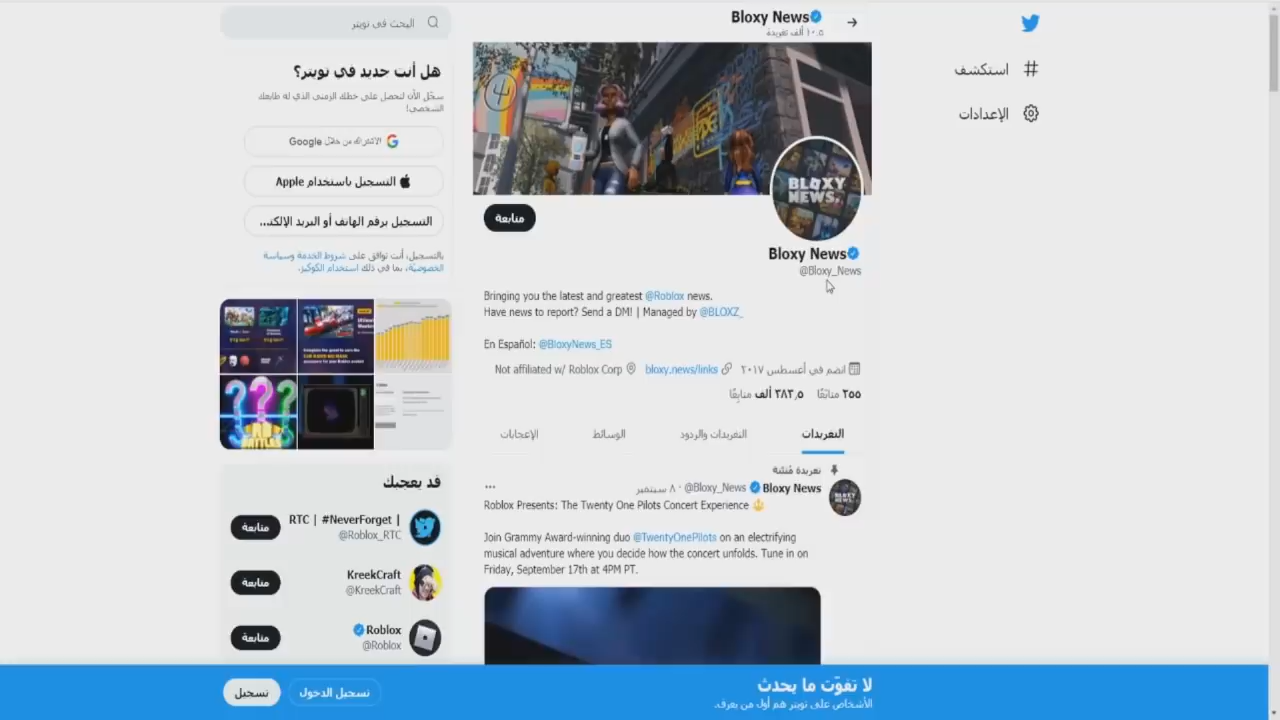 Bloxy News
١٠٫٥ ألف تغريدة
استكشف
الإعدادات
4
BLOXY
NEWS.
متابعة
Bloxy News
@Bloxy_News
Bringing you the latest and greatest @Roblox news.
Have news to report? Send a DM! | Managed by @BLOXZ_
En Español: @BloxyNews_ES
Not affiliated w/ Roblox Corp bloxy.news/links انضم في أغسطس ٢٠١٧
٢٥٥ متابَعًا ٣٨٣٫٥ ألف متابِعًا
التغريدات التغريدات والردود الوسائط الإعجابات
تغريدة مُثبّتة
Bloxy News @Bloxy_News · ٨ سبتمبر
Roblox Presents: The Twenty One Pilots Concert Experience
Join Grammy Award-winning duo @TwentyOnePilots on an electrifying
musical adventure where you decide how the concert unfolds. Tune in on
Friday, September 17th at 4PM PT.
البحث في تويتر
هل أنت جديد في تويتر؟
سجّل الآن لتحصل على خطك الزمني الذي له طابعك
الشخصي!
الاشتراك من خلال Google
التسجيل باستخدام Apple
التسجيل برقم الهاتف أو البريد الإلكتـ...
بالتسجيل، أنت توافق على شروط الخدمة وسياسة
الخصوصيّة، بما في ذلك استخدام الكوكيز.
قد يعجبك
RTC | #NeverForget |
@Roblox_RTC
متابعة
KreekCraft
@KreekCraft
متابعة
Roblox
@Roblox
متابعة
لا تفوّت ما يحدث
الأشخاص على تويتر هم أول من يعرف.
تسجيل الدخول
تسجيل